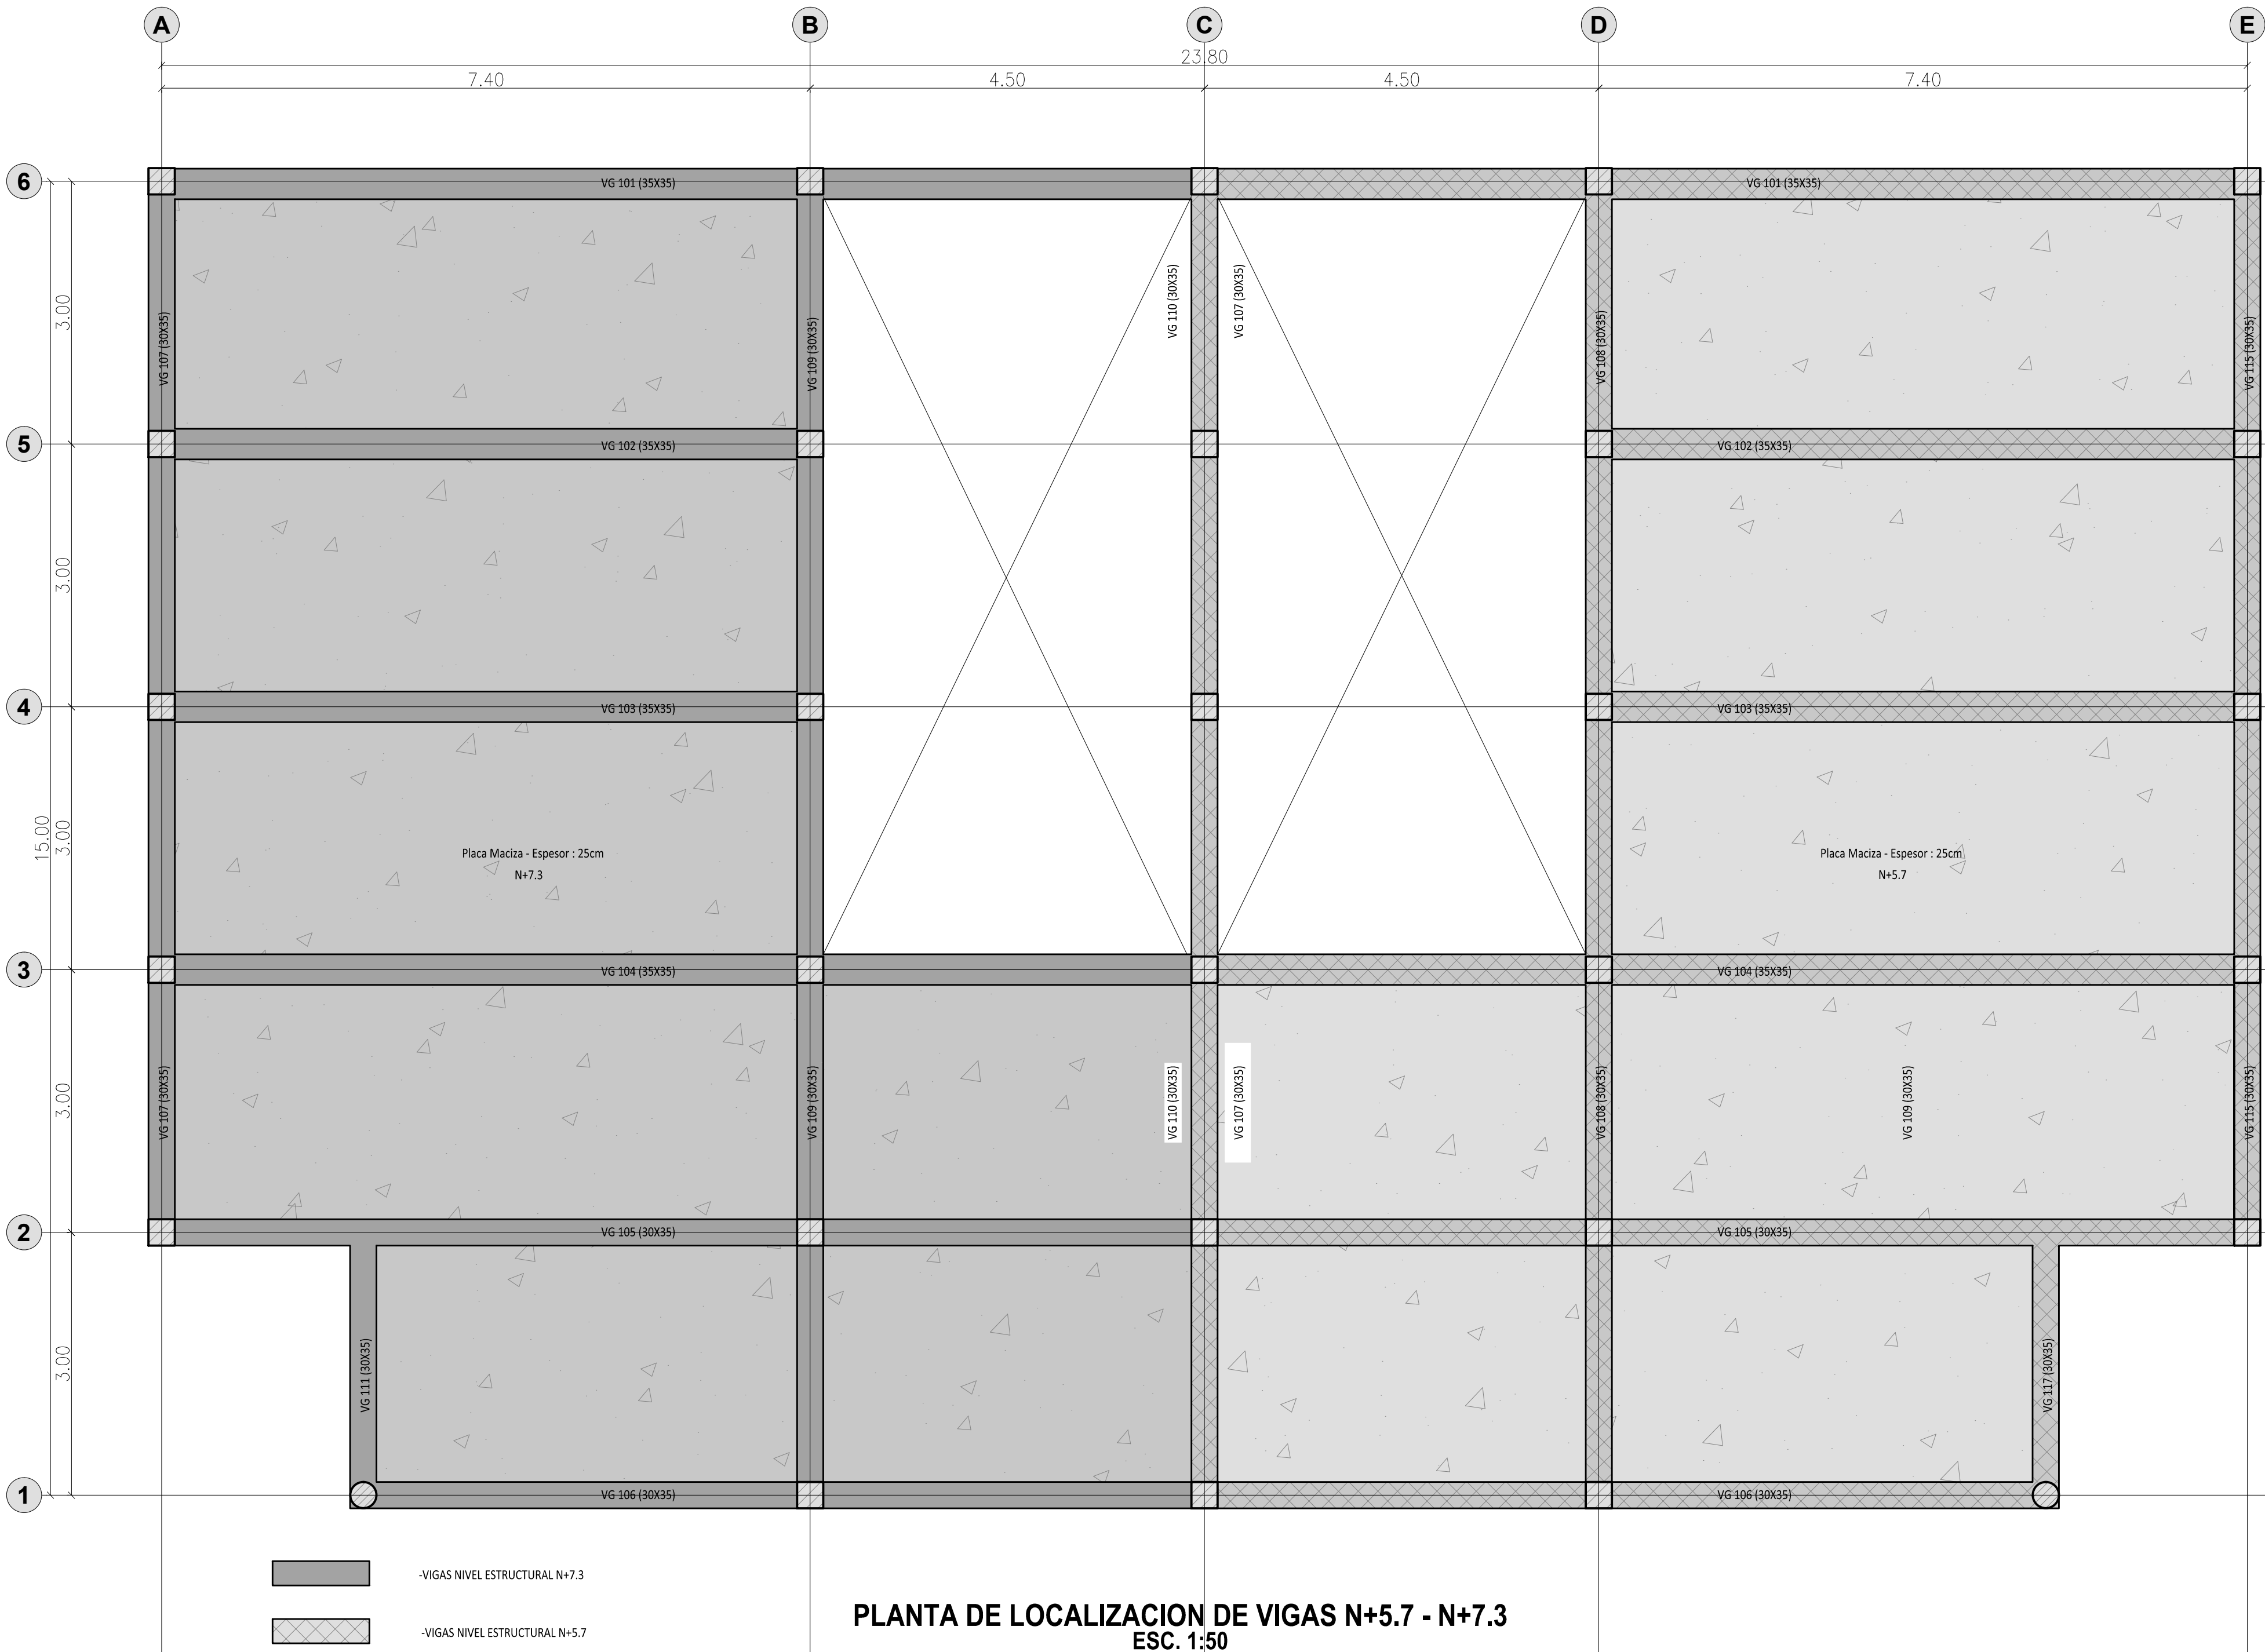 A
B
C
D
E
23.80
7.40
4.50
4.50
7.40
6
VG 101 (35X35)
VG 101 (35X35)
3.00
VG 107 (30X35)
VG 109 (30X35)
VG 110 (30X35)
VG 107 (30X35)
VG 108 (30X35)
VG 115 (30X35)
5
VG 102 (35X35)
VG 102 (35X35)
3.00
4
VG 103 (35X35)
VG 103 (35X35)
15.00
3.00
Placa Maciza - Espesor : 25cm
N+7.3
Placa Maciza - Espesor : 25cm
N+5.7
3
VG 104 (35X35)
VG 104 (35X35)
3.00
VG 107 (30X35)
VG 109 (30X35)
VG 110 (30X35)
VG 107 (30X35)
VG 108 (30X35)
VG 109 (30X35)
VG 115 (30X35)
2
VG 105 (30X35)
VG 105 (30X35)
3.00
VG 111 (30X35)
VG 117 (30X35)
1
VG 106 (30X35)
VG 106 (30X35)
-VIGAS NIVEL ESTRUCTURAL N+7.3
-VIGAS NIVEL ESTRUCTURAL N+5.7
PLANTA DE LOCALIZACION DE VIGAS N+5.7 - N+7.3
ESC. 1:50